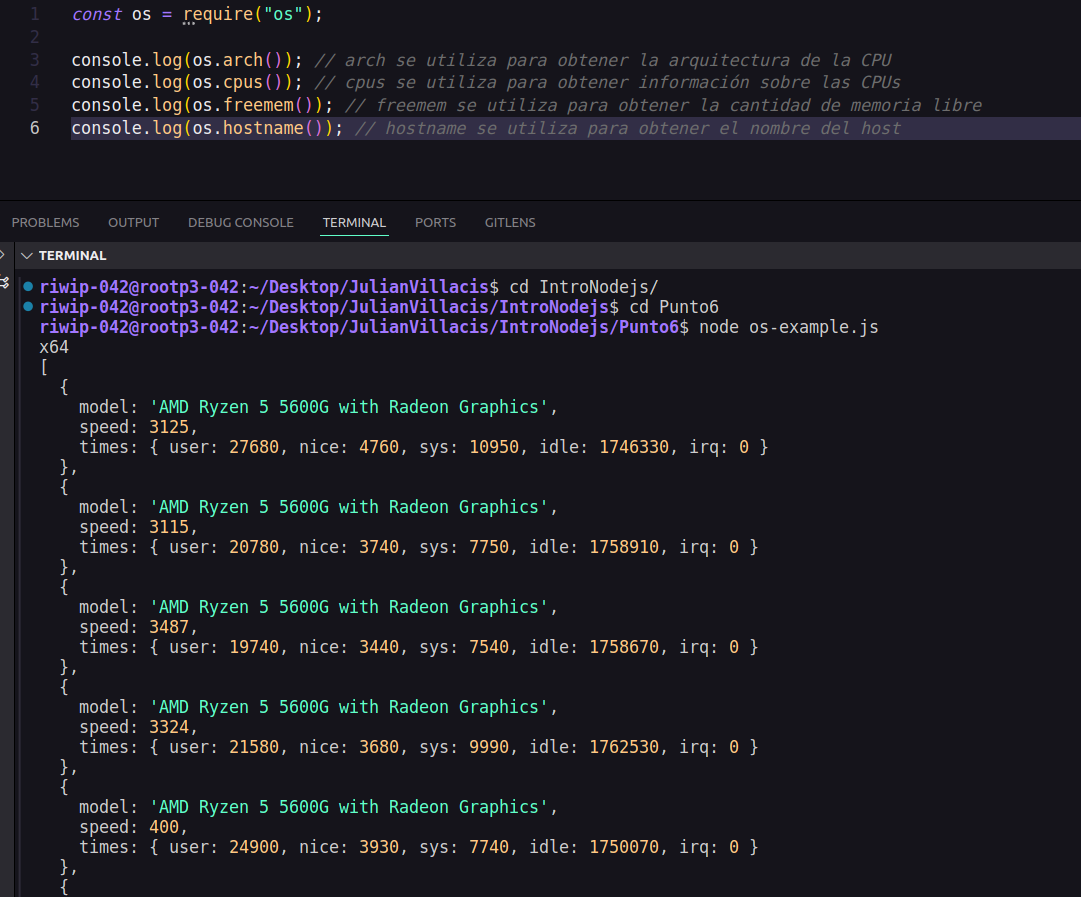 1 const os = require("os");
2
3 console.log(os.arch()); // arch se utiliza para obtener la arquitectura de la CPU
4 console.log(os.cpus()); // cpus se utiliza para obtener información sobre las CPUs
5 console.log(os.freemem()); // freemem se utiliza para obtener la cantidad de memoria libre
6 console.log(os.hostname()); // hostname se utiliza para obtener el nombre del host
PROBLEMS OUTPUT DEBUG CONSOLE TERMINAL PORTS GITLENS
TERMINAL
riwip-042@rootp3-042:~/Desktop/JulianVillacis$ cd IntroNodejs/
riwip-042@rootp3-042:~/Desktop/JulianVillacis/IntroNodejs$ cd Punto6
riwip-042@rootp3-042:~/Desktop/JulianVillacis/IntroNodejs/Punto6$ node os-example.js
x64
[
  {
    model: 'AMD Ryzen 5 5600G with Radeon Graphics',
    speed: 3125,
    times: { user: 27680, nice: 4760, sys: 10950, idle: 1746330, irq: 0 }
  },
  {
    model: 'AMD Ryzen 5 5600G with Radeon Graphics',
    speed: 3115,
    times: { user: 20780, nice: 3740, sys: 7750, idle: 1758910, irq: 0 }
  },
  {
    model: 'AMD Ryzen 5 5600G with Radeon Graphics',
    speed: 3487,
    times: { user: 19740, nice: 3440, sys: 7540, idle: 1758670, irq: 0 }
  },
  {
    model: 'AMD Ryzen 5 5600G with Radeon Graphics',
    speed: 3324,
    times: { user: 21580, nice: 3680, sys: 9990, idle: 1762530, irq: 0 }
  },
  {
    model: 'AMD Ryzen 5 5600G with Radeon Graphics',
    speed: 400,
    times: { user: 24900, nice: 3930, sys: 7740, idle: 1750070, irq: 0 }
  },
  {